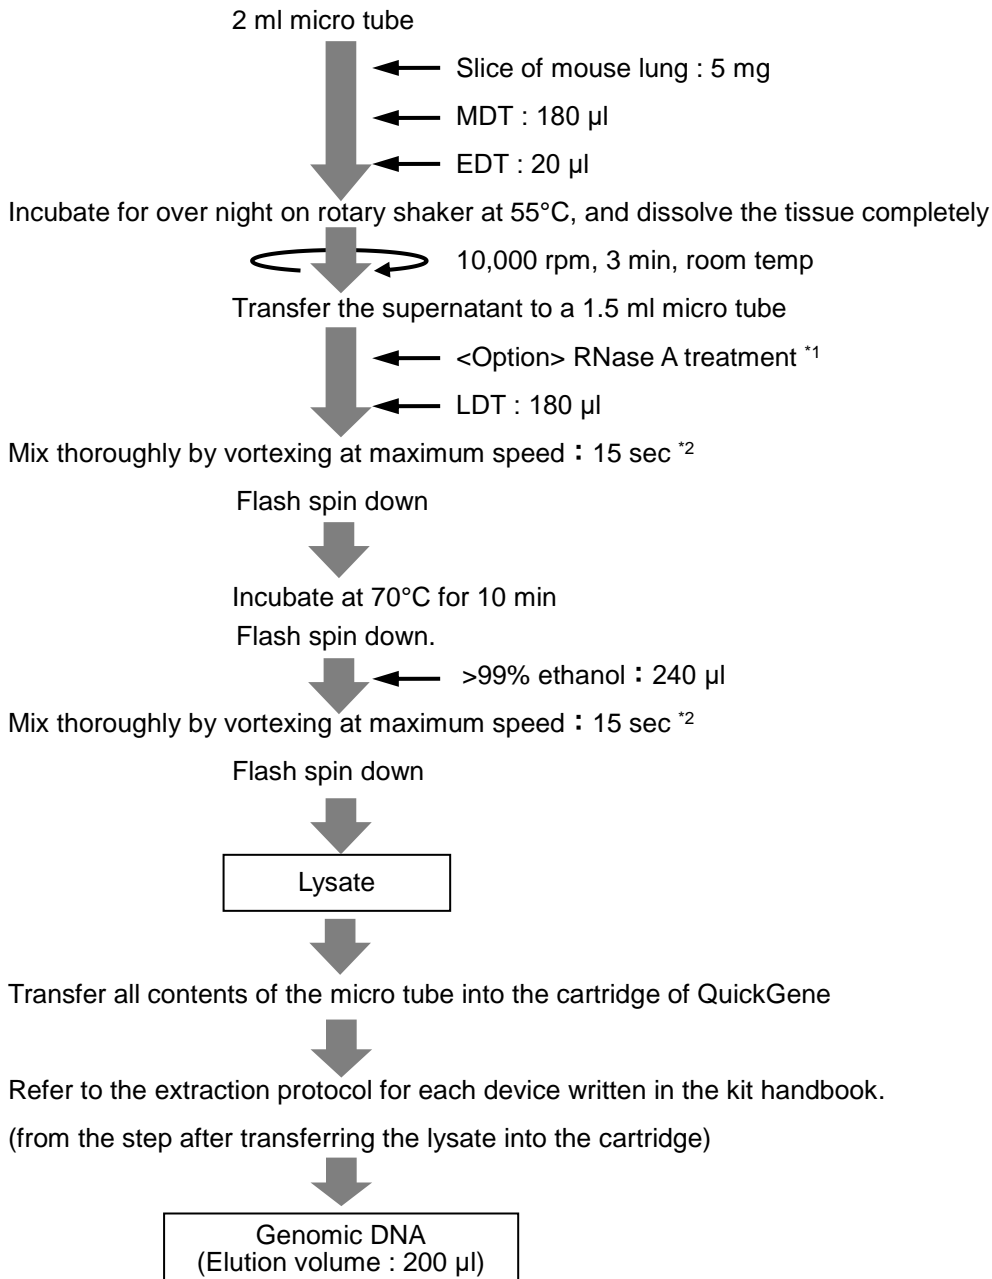 2 ml micro tube
Slice of mouse lung : 5 mg
MDT : 180 µl
EDT : 20 µl
Incubate for over night on rotary shaker at 55°C, and dissolve the tissue completely
10,000 rpm, 3 min, room temp
Transfer the supernatant to a 1.5 ml micro tube
<Option> RNase A treatment *1
LDT : 180 µl
Mix thoroughly by vortexing at maximum speed：15 sec *2
Flash spin down
Incubate at 70°C for 10 min
Flash spin down.
>99% ethanol：240 µl
Mix thoroughly by vortexing at maximum speed：15 sec *2
Flash spin down
Lysate
Transfer all contents of the micro tube into the cartridge of QuickGene
Refer to the extraction protocol for each device written in the kit handbook.
(from the step after transferring the lysate into the cartridge)
Genomic DNA
(Elution volume : 200 µl)